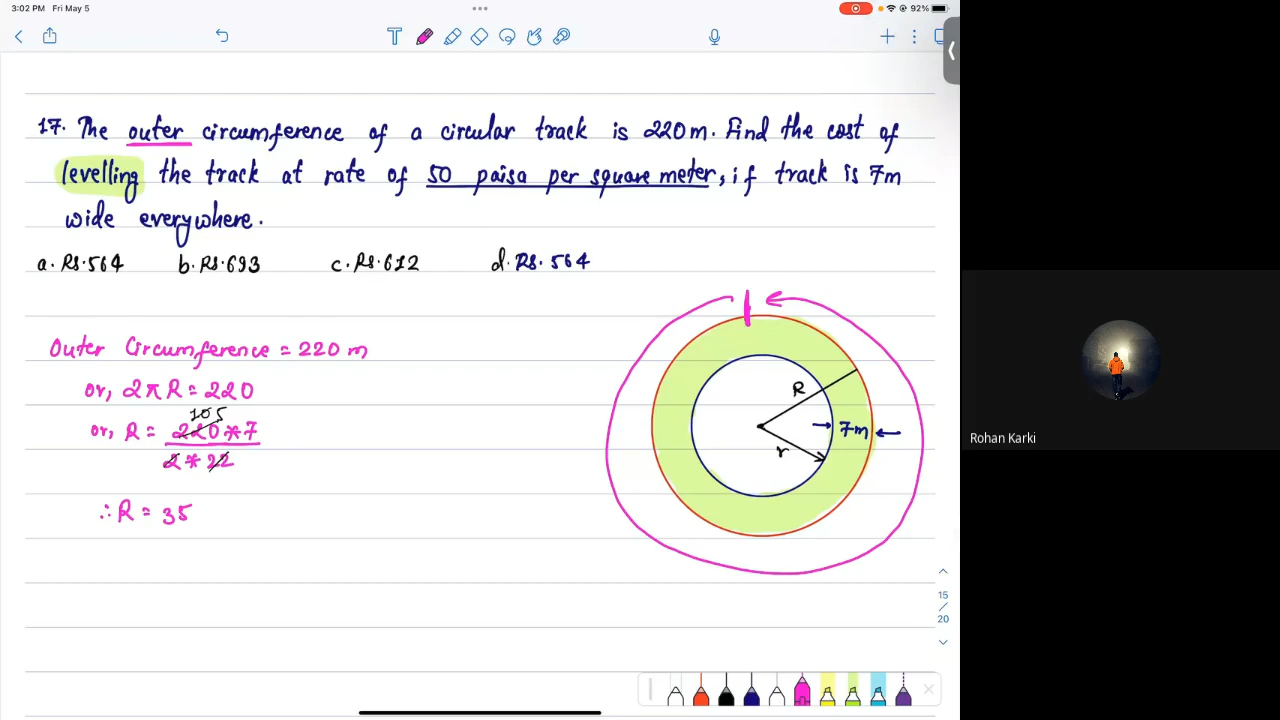 3:02 PM Fri May 5
92%
17. The outer circumference of a circular track is 220 m. Find the cost of
levelling the track at rate of 50 paisa per square meter, if track is 7m
wide everywhere.
a. Rs. 564 b. Rs. 693 c. Rs. 612 d. Rs. 564
Outer Circumference = 220 m
or, 2πR = 220
105
or, R = 220 * 7
2 * 22
∴ R = 35
R
7m
r
Rohan Karki
15
/
20